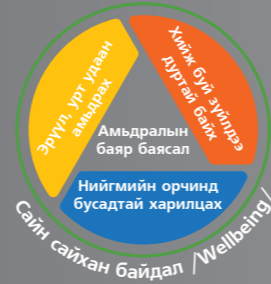 Эрүүл, урт удаан
амьдрах
Хийж буй зүйлдээ
дуртай байх
Амьдралын
баяр баясал
Нийгмийн орчинд
бусадтай харилцах
Сайн сайхан байдал /Wellbeing/